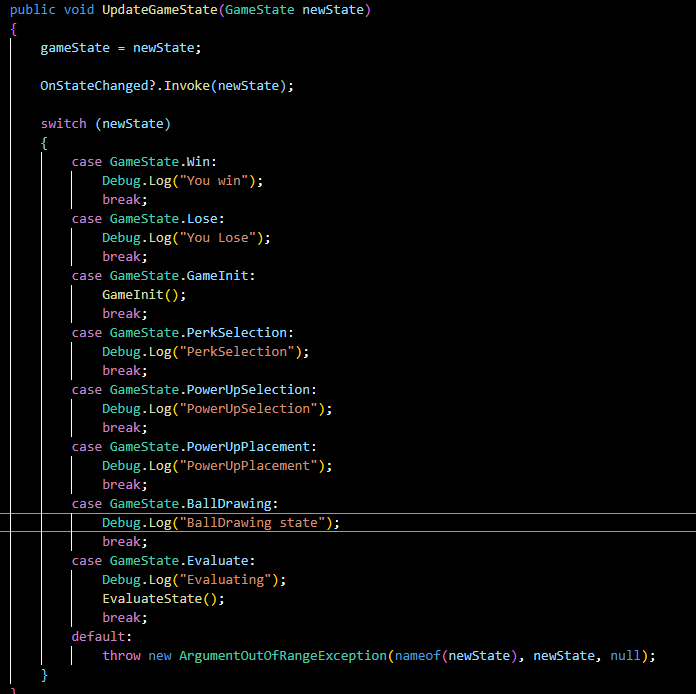 public void UpdateGameState(GameState newState)
{
gameState = newState;
OnStateChanged?.Invoke(newState);
switch (newState)
{
case GameState.Win:
Debug.Log("You win");
break;
case GameState.Lose:
Debug.Log("You Lose");
break;
case GameState.GameInit:
GameInit();
break;
case GameState.PerkSelection:
Debug.Log("PerkSelection");
break;
case GameState.PowerUpSelection:
Debug.Log("PowerUpSelection");
break;
case GameState.PowerUpPlacement:
Debug.Log("PowerUpPlacement");
break;
case GameState.BallDrawing:
Debug.Log("BallDrawing state");
break;
case GameState.Evaluate:
Debug.Log("Evaluating");
EvaluateState();
break;
default:
throw new ArgumentOutOfRangeException(nameof(newState), newState, null);
}
}